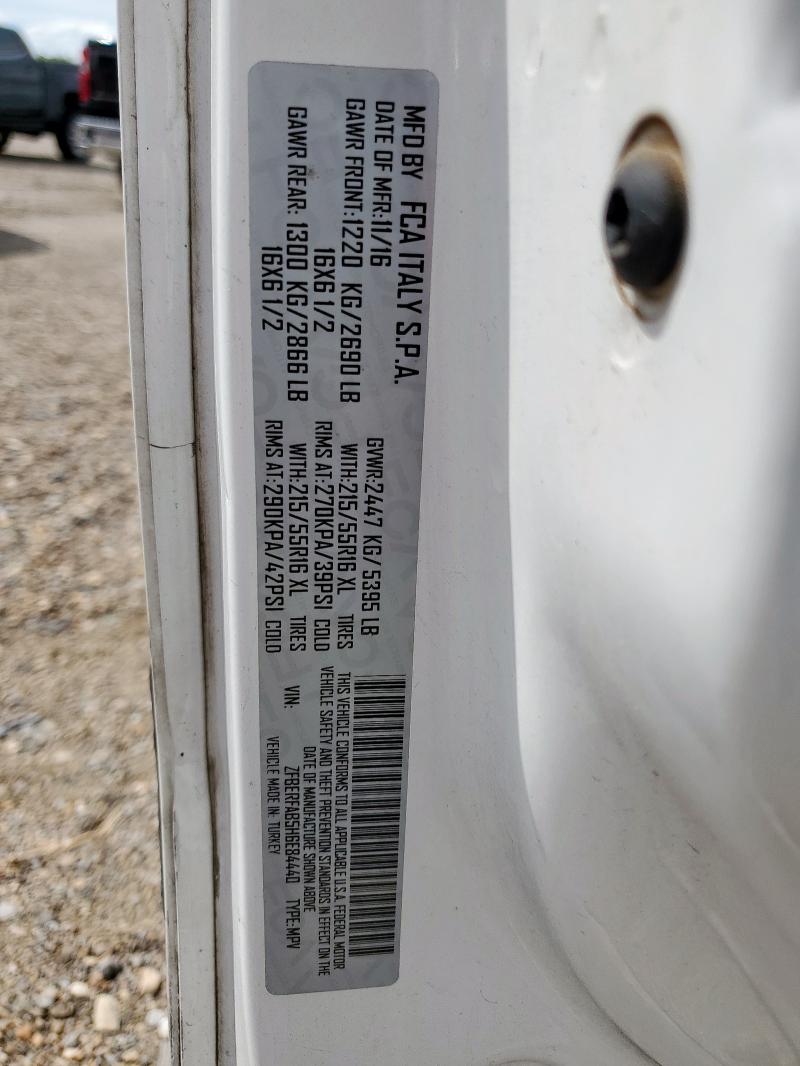 MFD BY FCA ITALY S.P.A.
DATE OF MFR:11/16 GVWR:2447 KG/5395 LB
GAWR FRONT:1220 KG/2690 LB WITH:215/55R16 XL TIRES
16X6 1/2 RIMS AT:270KPA/39PSI COLD
GAWR REAR: 1300 KG/2866 LB WITH:215/55R16 XL TIRES
16X6 1/2 RIMS AT:290KPA/42PSI COLD
THIS VEHICLE CONFORMS TO ALL APPLICABLE U.S.A. FEDERAL MOTOR
VEHICLE SAFETY AND THEFT PREVENTION STANDARDS IN EFFECT ON THE
DATE OF MANUFACTURE SHOWN ABOVE
VIN: ZFBERFAB5H6E84440 TYPE:MPV
VEHICLE MADE IN: TURKEY